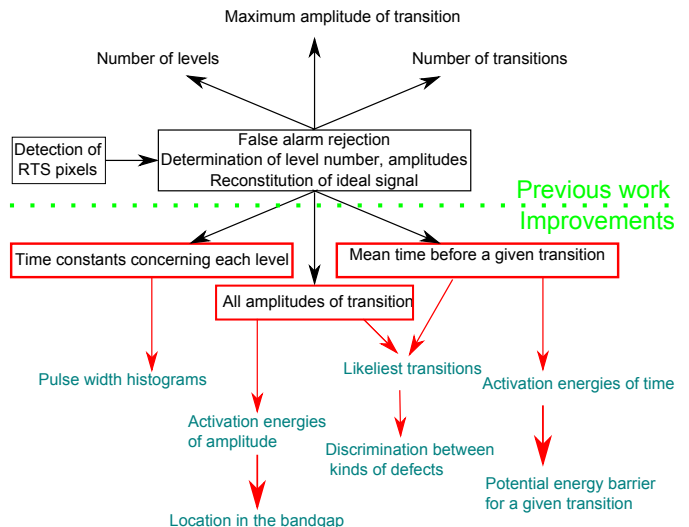 Maximum amplitude of transition
Number of levels
Number of transitions
Detection of
RTS pixels
False alarm rejection
Determination of level number, amplitudes
Reconstitution of ideal signal
Previous work
Improvements
Time constants concerning each level
Mean time before a given transition
All amplitudes of transition
Pulse width histograms
Likeliest transitions
Activation energies of time
Activation energies
of amplitude
Discrimination between
kinds of defects
Potential energy barrier
for a given transition
Location in the bandgap